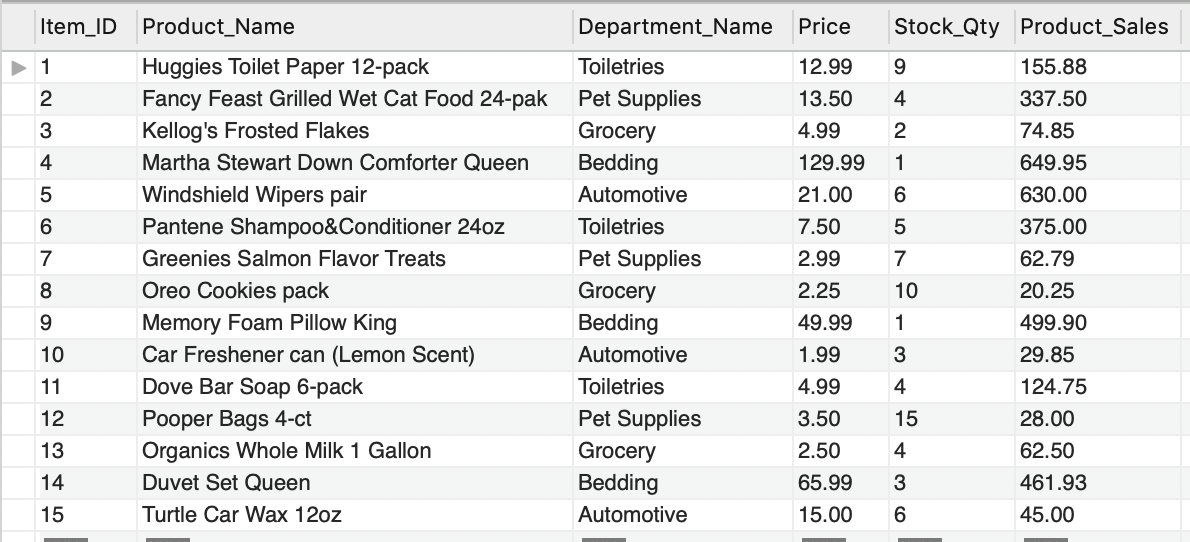 Item_ID Product_Name Department_Name Price Stock_Qty Product_Sales
1 Huggies Toilet Paper 12-pack Toiletries 12.99 9 155.88
2 Fancy Feast Grilled Wet Cat Food 24-pak Pet Supplies 13.50 4 337.50
3 Kellog's Frosted Flakes Grocery 4.99 2 74.85
4 Martha Stewart Down Comforter Queen Bedding 129.99 1 649.95
5 Windshield Wipers pair Automotive 21.00 6 630.00
6 Pantene Shampoo&Conditioner 24oz Toiletries 7.50 5 375.00
7 Greenies Salmon Flavor Treats Pet Supplies 2.99 7 62.79
8 Oreo Cookies pack Grocery 2.25 10 20.25
9 Memory Foam Pillow King Bedding 49.99 1 499.90
10 Car Freshener can (Lemon Scent) Automotive 1.99 3 29.85
11 Dove Bar Soap 6-pack Toiletries 4.99 4 124.75
12 Pooper Bags 4-ct Pet Supplies 3.50 15 28.00
13 Organics Whole Milk 1 Gallon Grocery 2.50 4 62.50
14 Duvet Set Queen Bedding 65.99 3 461.93
15 Turtle Car Wax 12oz Automotive 15.00 6 45.00